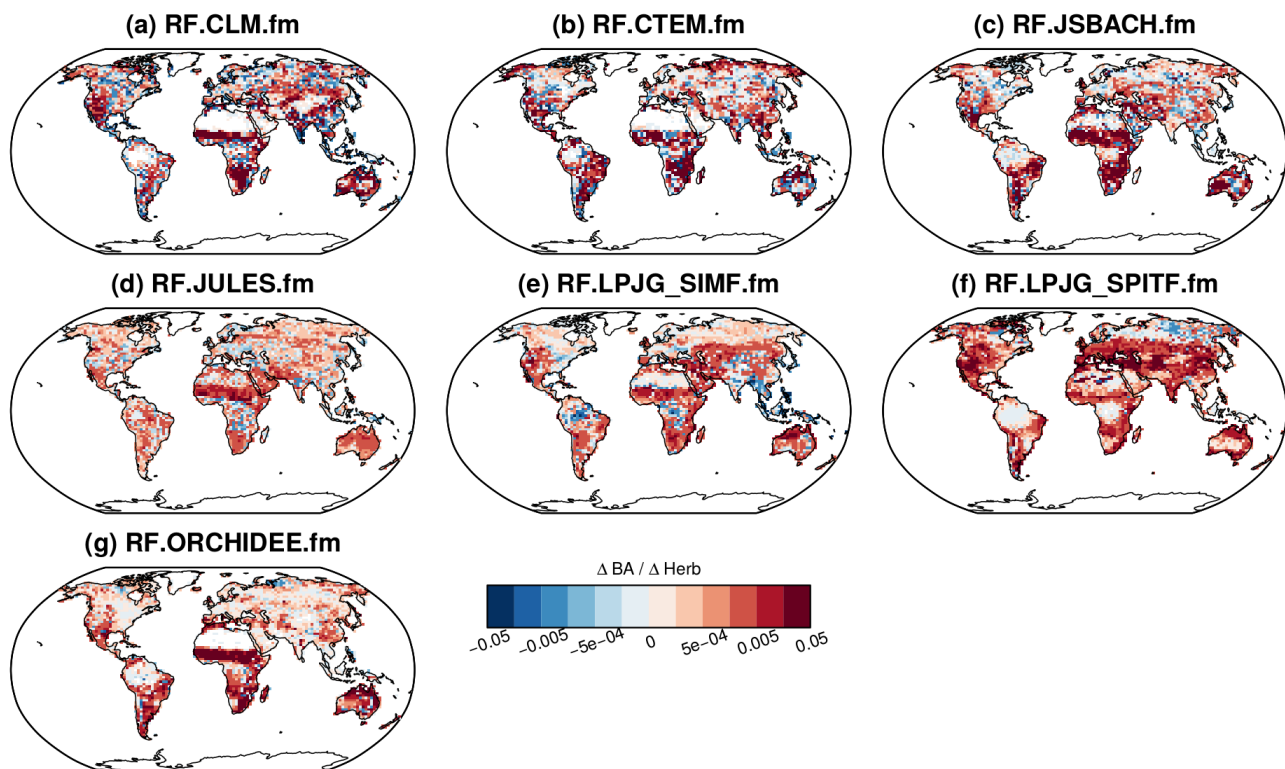 (a) RF.CLM.fm
(b) RF.CTEM.fm
(c) RF.JSBACH.fm
(d) RF.JULES.fm
(e) RF.LPJG_SIMF.fm
(f) RF.LPJG_SPITF.fm
(g) RF.ORCHIDEE.fm
Δ BA / Δ Herb
−0.05 −0.005 −5e−04 0 5e−04 0.005 0.05